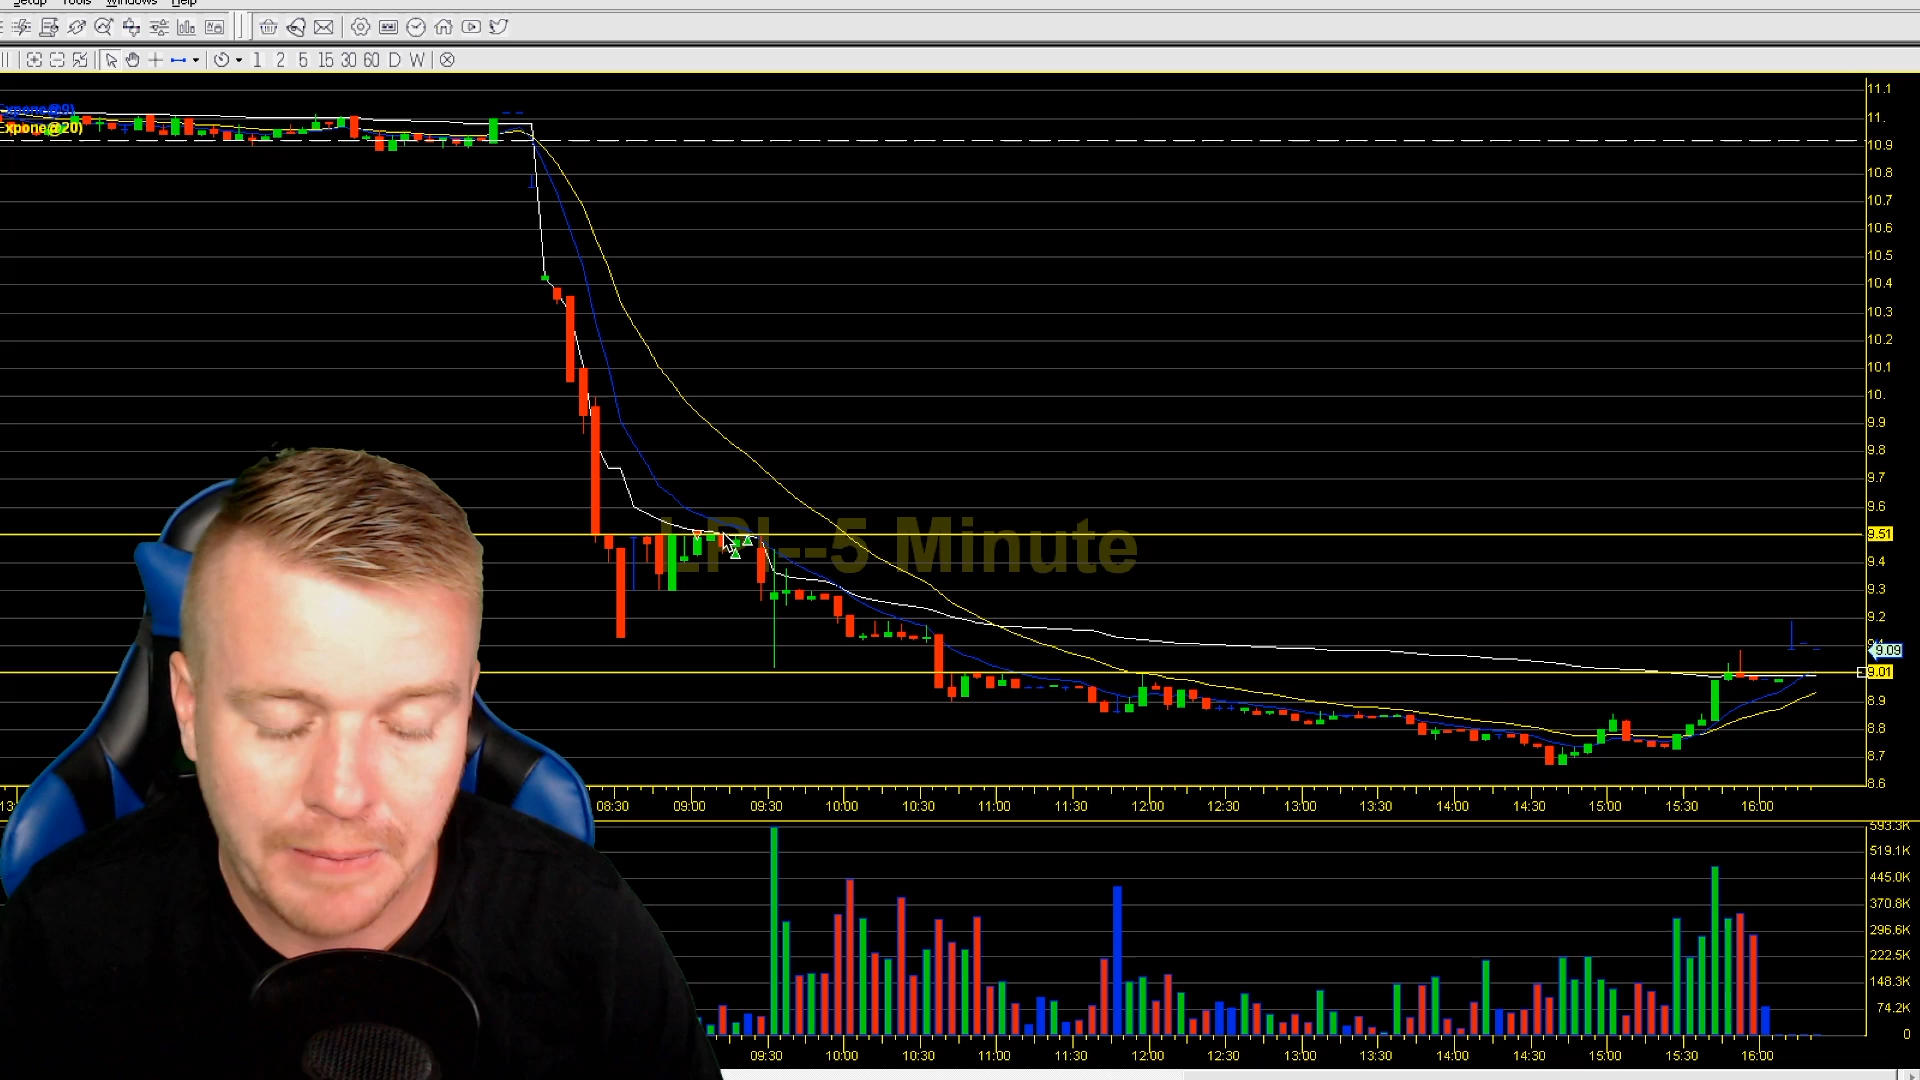 Setup Tools Windows Help
1 2 5 15 30 60 D W
xpone@9)
xpone@20)
LPI--5 Minute
11.1
11.
10.9
10.8
10.7
10.6
10.5
10.4
10.3
10.2
10.1
10.
9.9
9.8
9.7
9.6
9.51
9.4
9.3
9.2
9.1
9.09
9.01
8.9
8.8
8.7
8.6
13 08:30 09:00 09:30 10:00 10:30 11:00 11:30 12:00 12:30 13:00 13:30 14:00 14:30 15:00 15:30 16:00
593.3K
519.1K
445.0K
370.8K
296.6K
222.5K
148.3K
74.2K
0
09:30 10:00 10:30 11:00 11:30 12:00 12:30 13:00 13:30 14:00 14:30 15:00 15:30 16:00